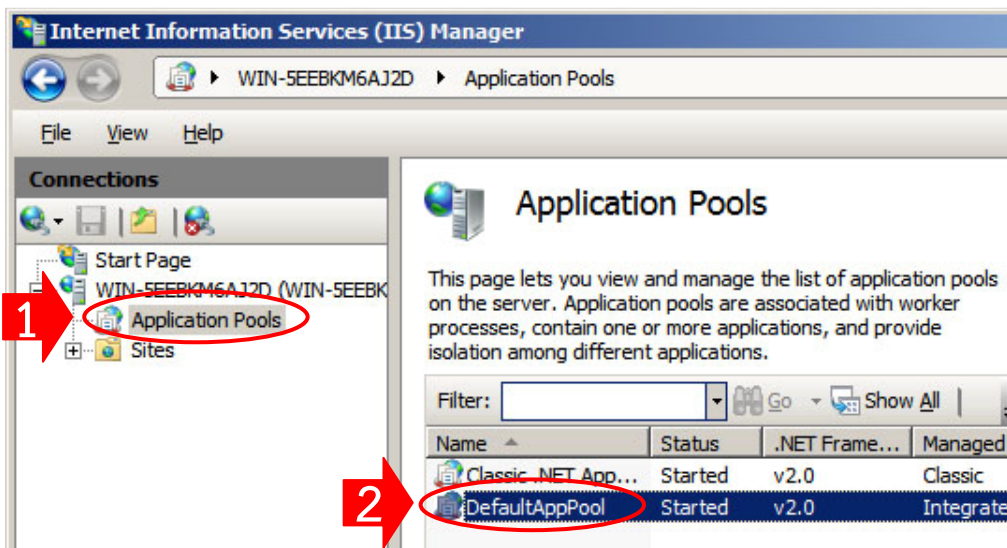 Internet Information Services (IIS) Manager
WIN-5EEBKM6AJ2D Application Pools
File View Help
Connections
Start Page
WIN-5EEBKM6AJ2D (WIN-5EEBK
1
Application Pools
Sites
Application Pools
This page lets you view and manage the list of application pools
on the server. Application pools are associated with worker
processes, contain one or more applications, and provide
isolation among different applications.
Filter: Go Show All
Name Status .NET Frame... Managed
Classic .NET App... Started v2.0 Classic
2
DefaultAppPool Started v2.0 Integrate